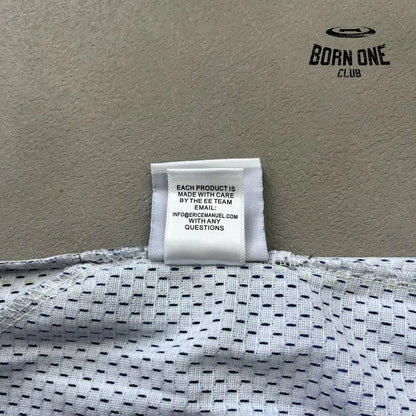 BORN ONE
CLUB
EACH PRODUCT IS
MADE WITH CARE
BY THE EE TEAM
EMAIL:
INFO@ERICEMANUEL.COM
WITH ANY
QUESTIONS